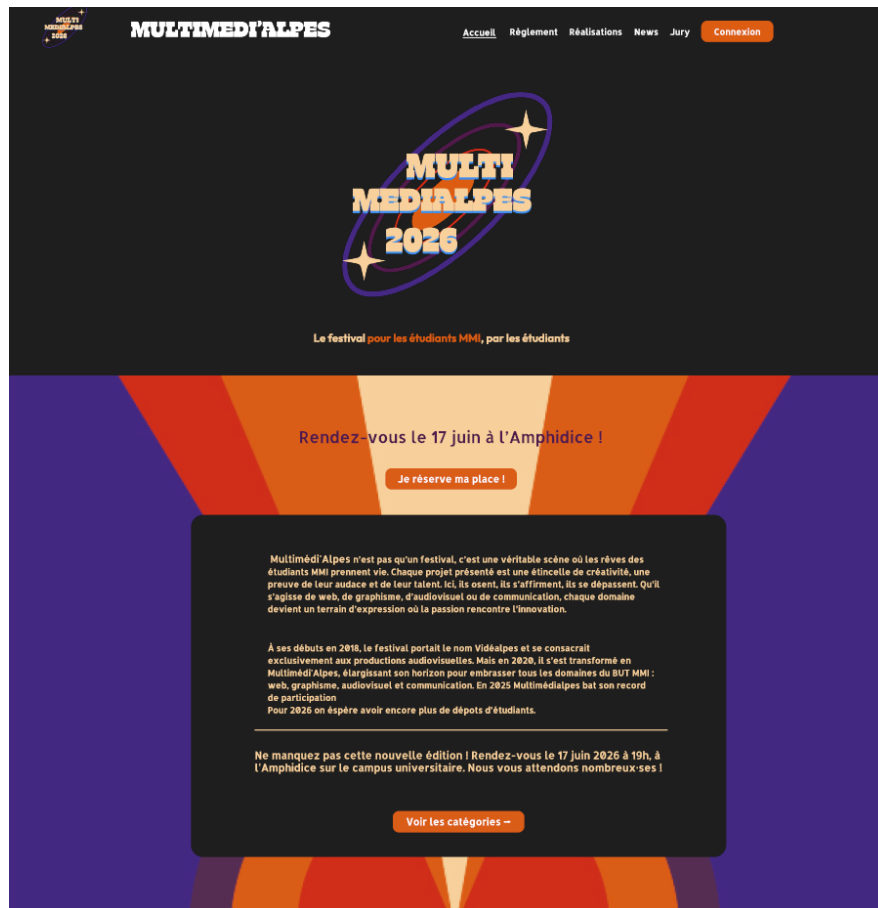 MULTI
MEDIALPES
2026
MULTIMEDI'ALPES
Accueil Règlement Réalisations News Jury Connexion
MULTI
MEDIALPES
2026
Le festival pour les étudiants MMI, par les étudiants
Rendez-vous le 17 juin à l'Amphidice !
Je réserve ma place !
Multimédi'Alpes n'est pas qu'un festival, c'est une véritable scène où les rêves des
étudiants MMI prennent vie. Chaque projet présenté est une étincelle de créativité, une
preuve de leur audace et de leur talent. Ici, ils osent, ils s'affirment, ils se dépassent. Qu'il
s'agisse de web, de graphisme, d'audiovisuel ou de communication, chaque domaine
devient un terrain d'expression où la passion rencontre l'innovation.
À ses débuts en 2018, le festival portait le nom Vidéalpes et se consacrait
exclusivement aux productions audiovisuelles. Mais en 2020, il s'est transformé en
Multimédi'Alpes, élargissant son horizon pour embrasser tous les domaines du BUT MMI :
web, graphisme, audiovisuel et communication. En 2025 Multimédialpes bat son record
de participation
Pour 2026 on éspère avoir encore plus de dépots d'étudiants.
Ne manquez pas cette nouvelle édition ! Rendez-vous le 17 juin 2026 à 19h, à
l'Amphidice sur le campus universitaire. Nous vous attendons nombreux·ses !
Voir les catégories →